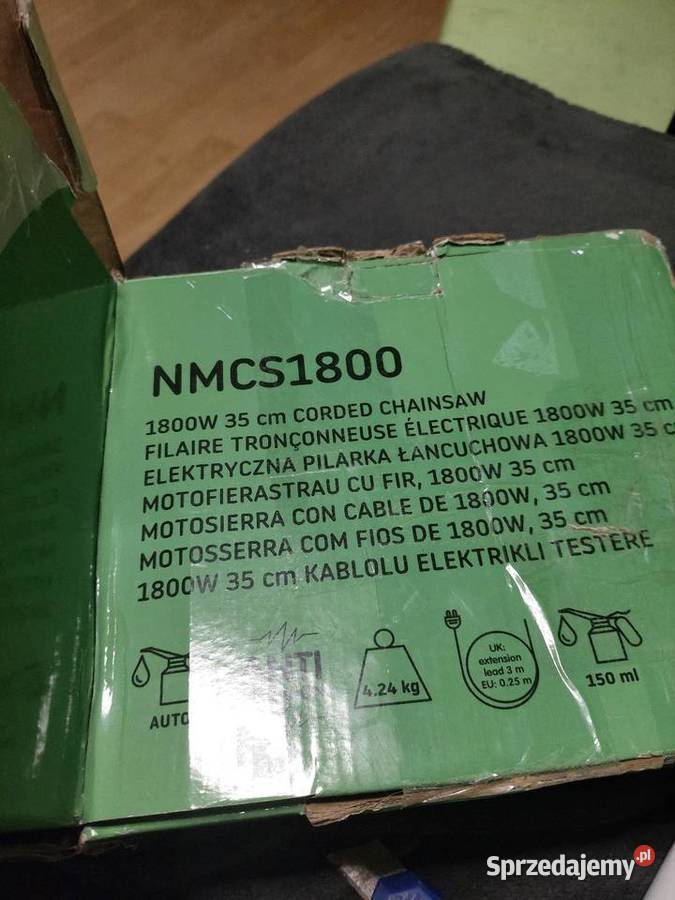 NMCS1800
1800W 35 cm CORDED CHAINSAW
FILAIRE TRONÇONNEUSE ÉLECTRIQUE 1800W 35 cm
ELEKTRYCZNA PILARKA ŁANCUCHOWA 1800W 35 c
MOTOFIERASTRAU CU FIR, 1800W 35 cm
MOTOSIERRA CON CABLE DE 1800W, 35 cm
MOTOSSERRA COM FIOS DE 1800W, 35 cm
1800W 35 cm KABLOLU ELEKTRIKLI TESTERE
AUTO
4.24 kg
UK:
extension
lead 3 m
EU: 0.25 m
150 ml
Sprzedajemy.pl